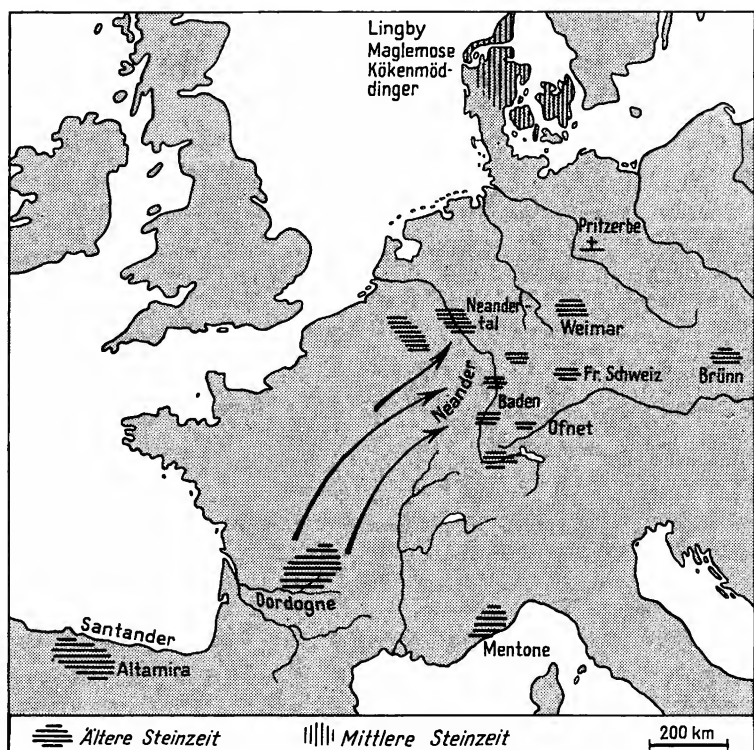 Lingby
Maglemose
Kökenmöd-
dinger
Pritzerbe
Neander-
tal
Weimar
Fr. Schweiz
Brünn
Neander
Baden
Ofnet
Dordogne
Santander
Altamira
Mentone
Ältere Steinzeit
Mittlere Steinzeit
200 km